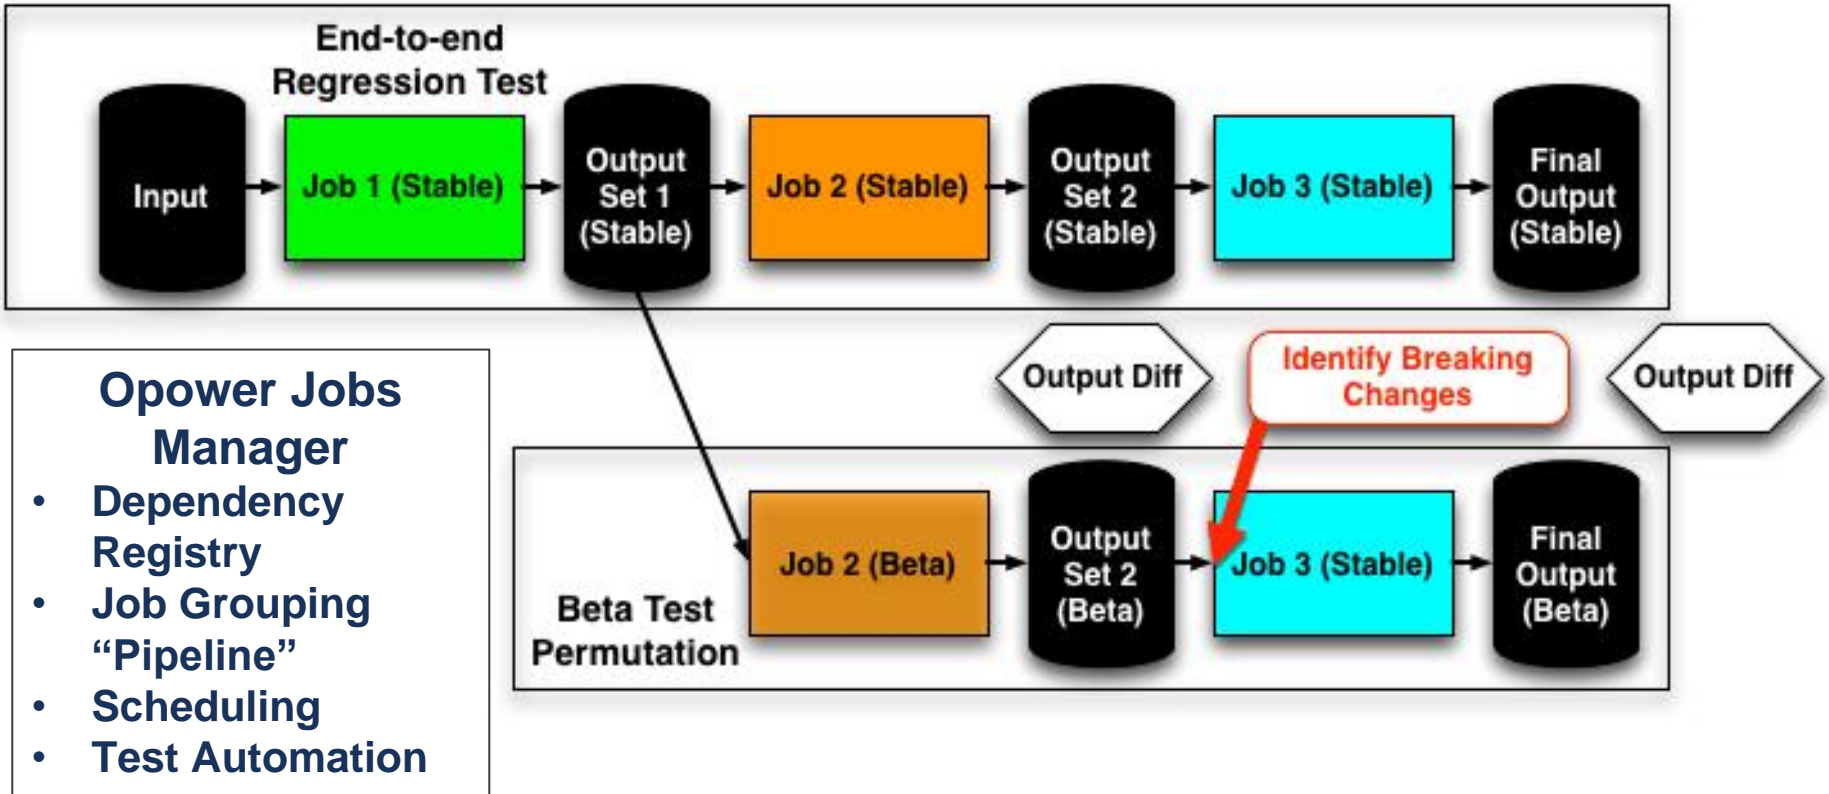 End-to-end
Regression Test
Input
Job 1 (Stable)
Output
Set 1
(Stable)
Job 2 (Stable)
Output
Set 2
(Stable)
Job 3 (Stable)
Final
Output
(Stable)
Output Diff
Identify Breaking
Changes
Output Diff
Opower Jobs
Manager
• Dependency
Registry
• Job Grouping
“Pipeline”
• Scheduling
• Test Automation
Beta Test
Permutation
Job 2 (Beta)
Output
Set 2
(Beta)
Job 3 (Stable)
Final
Output
(Beta)